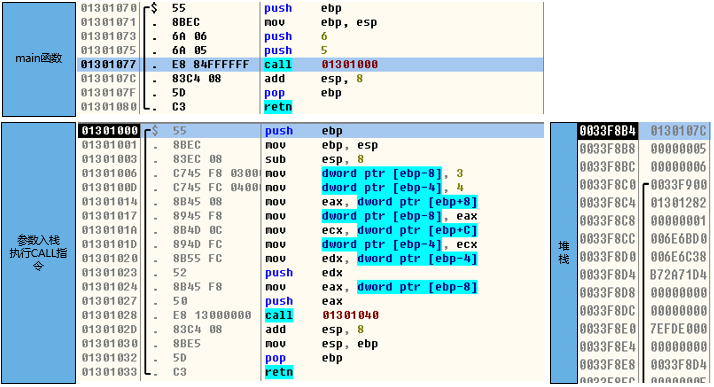 main函数
01301070 $ 55 push ebp
01301071 . 8BEC mov ebp, esp
01301073 . 6A 06 push 6
01301075 . 6A 05 push 5
01301077 . E8 84FFFFFF call 01301000
0130107C . 83C4 08 add esp, 8
0130107F . 5D pop ebp
01301080 . C3 retn
参数入栈
执行CALL指
令
01301000 $ 55 push ebp
01301001 . 8BEC mov ebp, esp
01301003 . 83EC 08 sub esp, 8
01301006 . C745 F8 03000 mov dword ptr [ebp-8], 3
0130100D . C745 FC 04000 mov dword ptr [ebp-4], 4
01301014 . 8B45 08 mov eax, dword ptr [ebp+8]
01301017 . 8945 F8 mov dword ptr [ebp-8], eax
0130101A . 8B4D 0C mov ecx, dword ptr [ebp+C]
0130101D . 894D FC mov dword ptr [ebp-4], ecx
01301020 . 8B55 FC mov edx, dword ptr [ebp-4]
01301023 . 52 push edx
01301024 . 8B45 F8 mov eax, dword ptr [ebp-8]
01301027 . 50 push eax
01301028 . E8 13000000 call 01301040
0130102D . 83C4 08 add esp, 8
01301030 . 8BE5 mov esp, ebp
01301032 . 5D pop ebp
01301033 . C3 retn
堆
栈
0033F8B4 0130107C
0033F8B8 00000005
0033F8BC 00000006
0033F8C0 0033F900
0033F8C4 01301282
0033F8C8 00000001
0033F8CC 006E6BD0
0033F8D0 006E6C38
0033F8D4 B72A71D4
0033F8D8 00000000
0033F8DC 00000000
0033F8E0 7EFDE000
0033F8E4 00000000
0033F8E8 0033F8D4